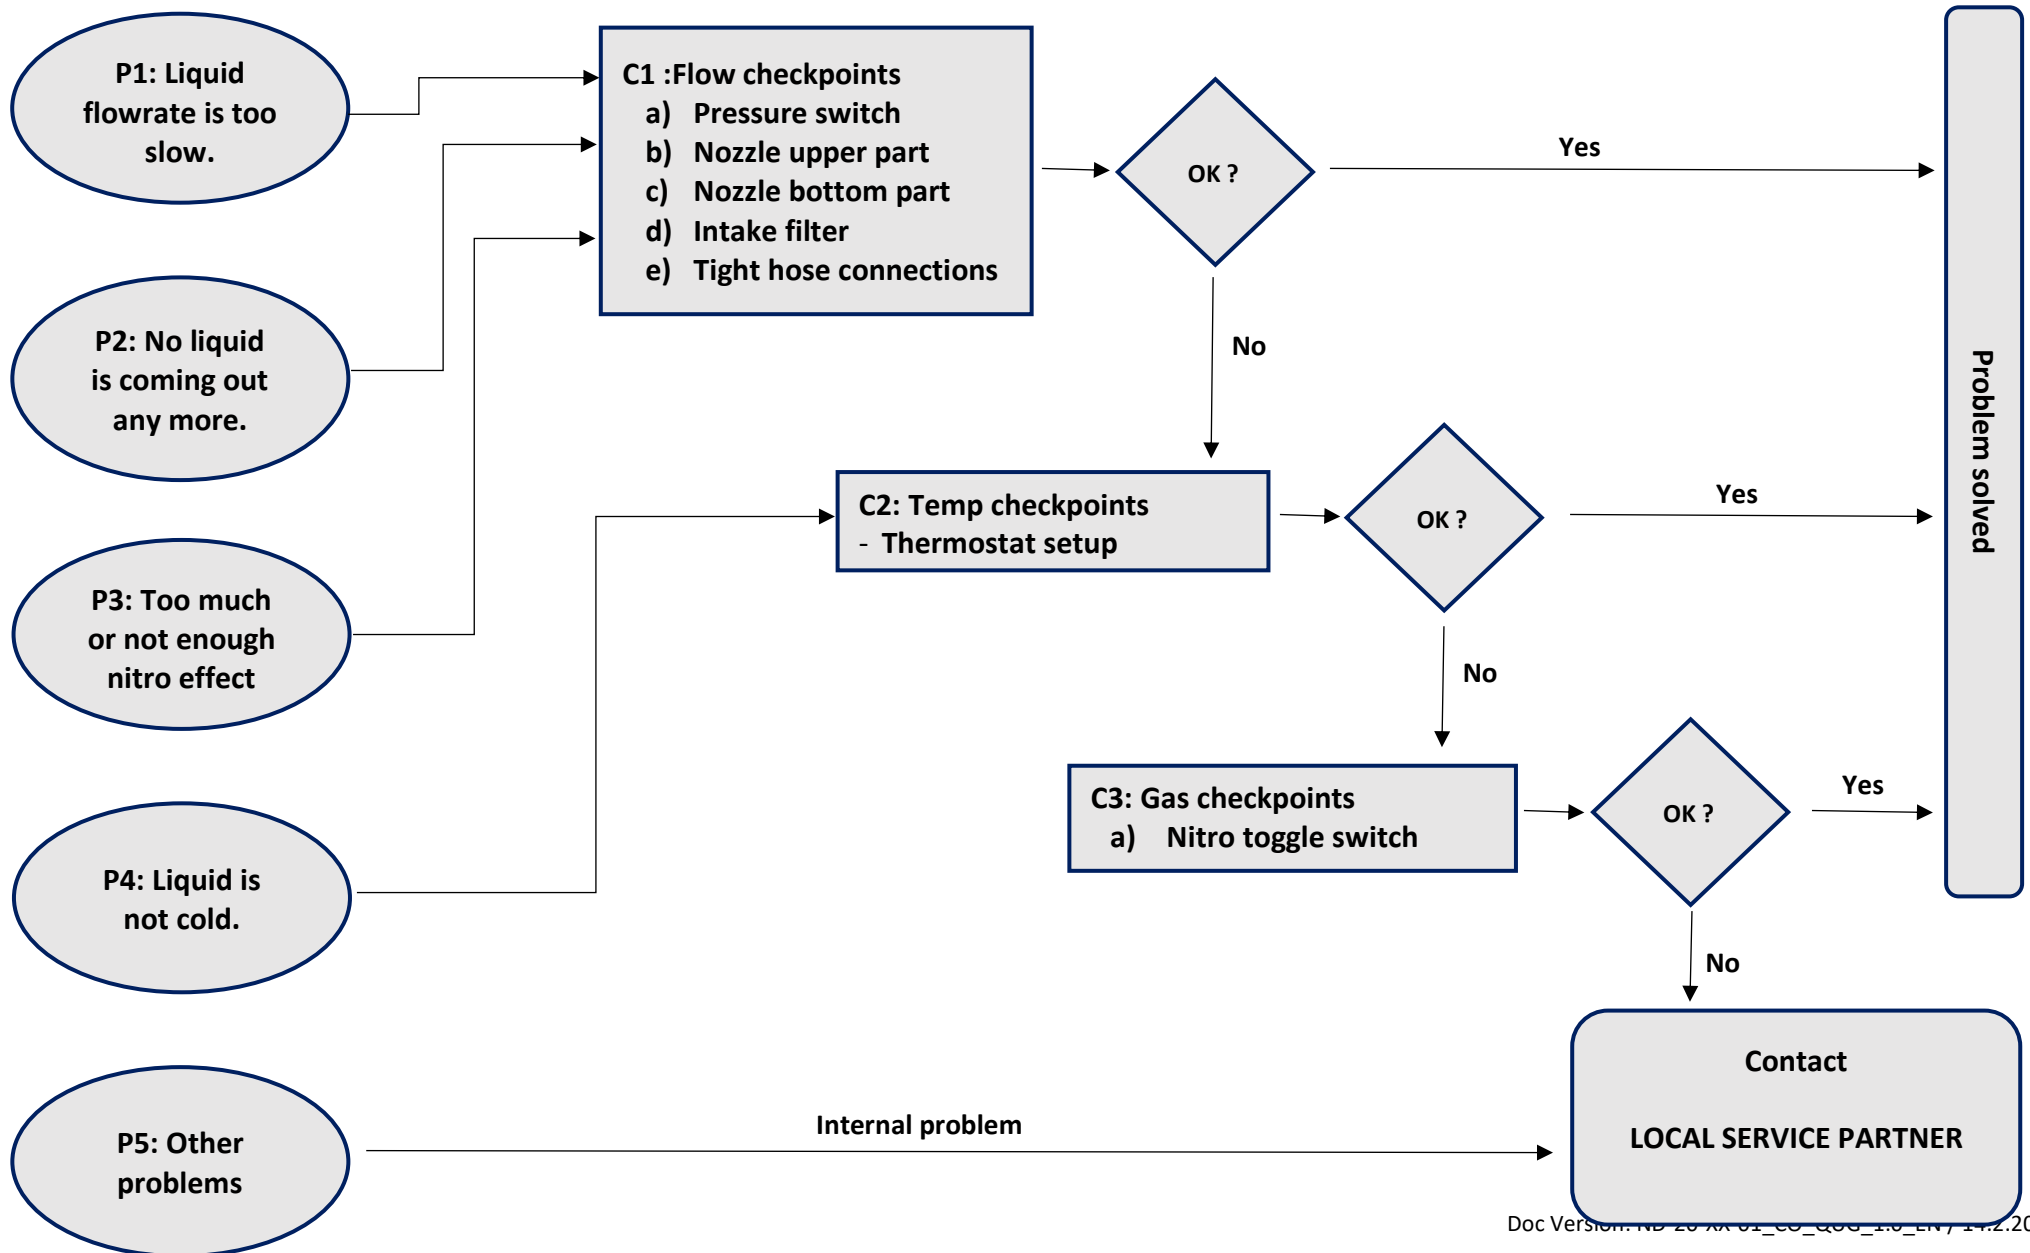 P1: Liquid
flowrate is too
slow.
C1 :Flow checkpoints
a) Pressure switch
b) Nozzle upper part
c) Nozzle bottom part
d) Intake filter
e) Tight hose connections
OK ?
Yes
No
P2: No liquid
is coming out
any more.
Problem solved
C2: Temp checkpoints
- Thermostat setup
OK ?
Yes
No
P3: Too much
or not enough
nitro effect
C3: Gas checkpoints
a) Nitro toggle switch
OK ?
Yes
No
P4: Liquid is
not cold.
Contact
LOCAL SERVICE PARTNER
P5: Other
problems
Internal problem
Doc Version: